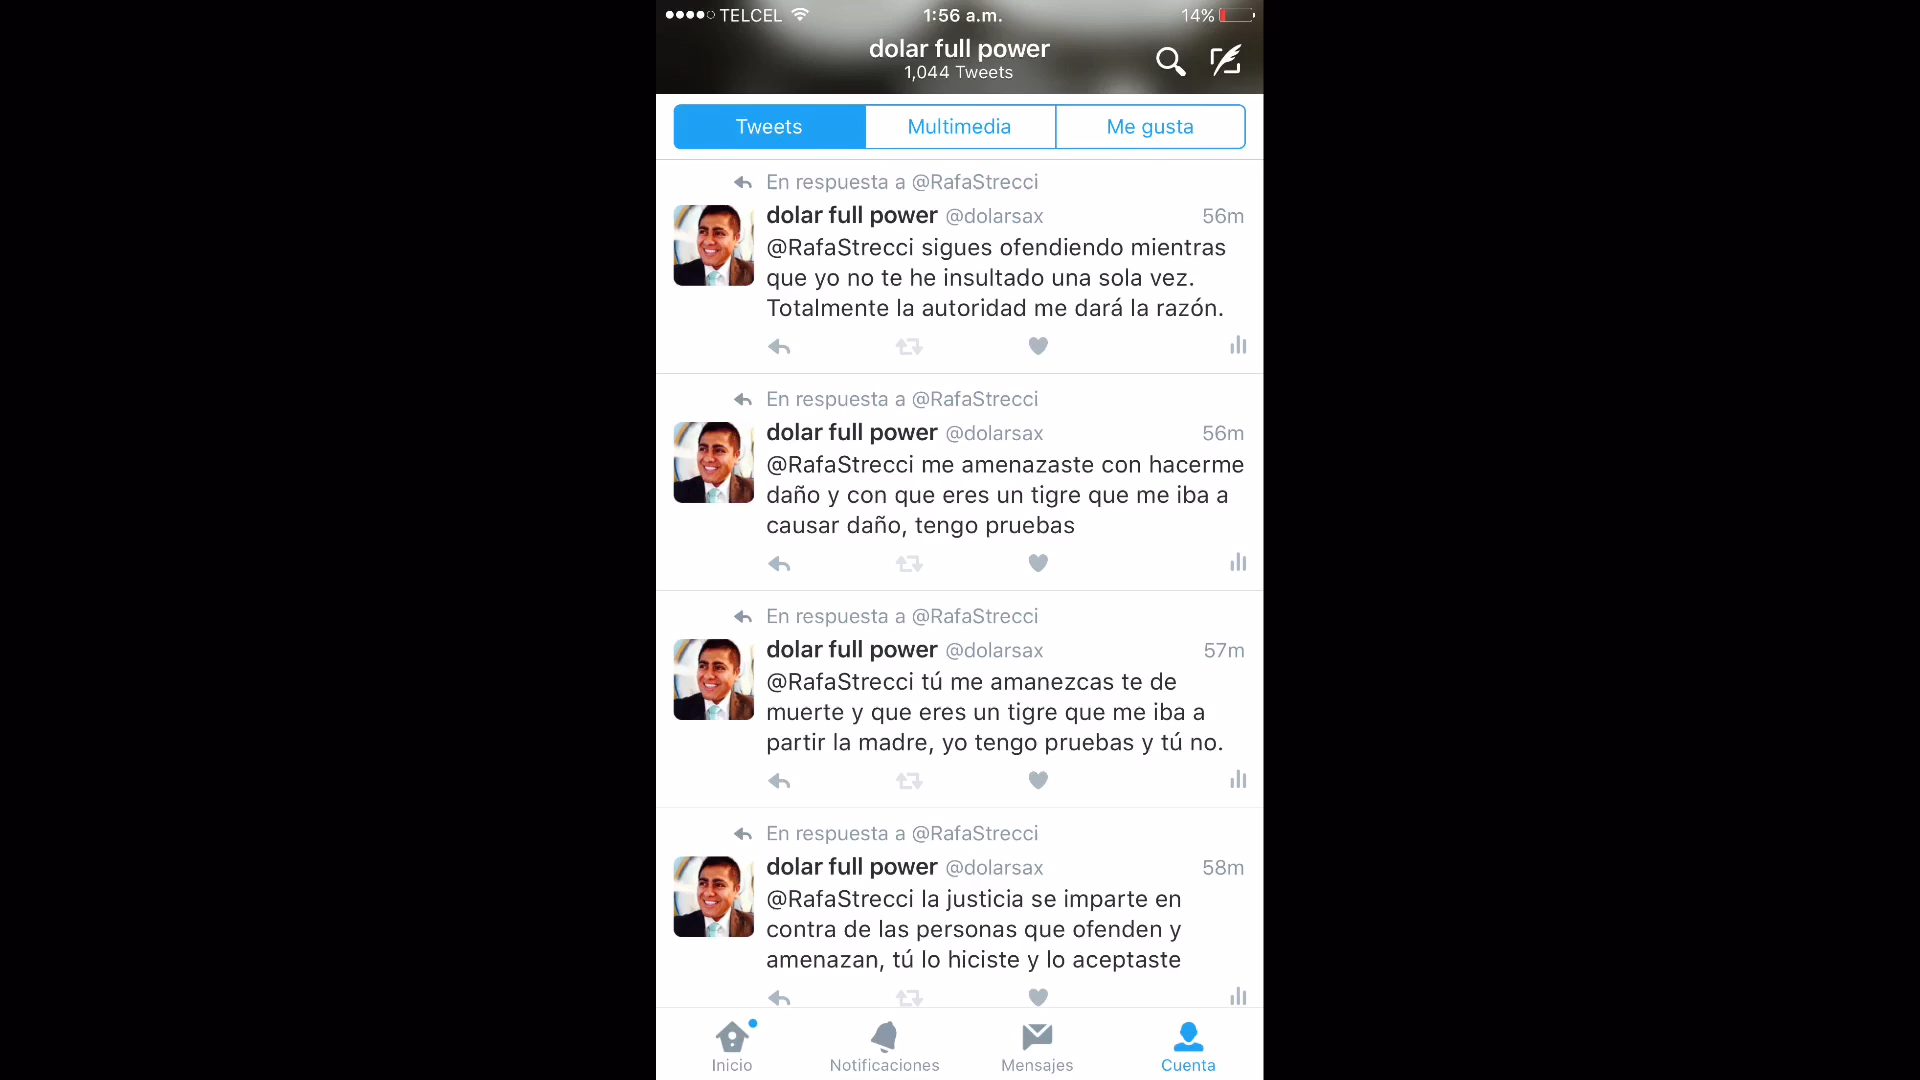 TELCEL 1:56 a.m. 14%
dolar full power
1,044 Tweets
Tweets Multimedia Me gusta
En respuesta a @RafaStrecci
dolar full power @dolarsax 56m
@RafaStrecci sigues ofendiendo mientras
que yo no te he insultado una sola vez.
Totalmente la autoridad me dará la razón.
En respuesta a @RafaStrecci
dolar full power @dolarsax 56m
@RafaStrecci me amenazaste con hacerme
daño y con que eres un tigre que me iba a
causar daño, tengo pruebas
En respuesta a @RafaStrecci
dolar full power @dolarsax 57m
@RafaStrecci tú me amanezcas te de
muerte y que eres un tigre que me iba a
partir la madre, yo tengo pruebas y tú no.
En respuesta a @RafaStrecci
dolar full power @dolarsax 58m
@RafaStrecci la justicia se imparte en
contra de las personas que ofenden y
amenazan, tú lo hiciste y lo aceptaste
Inicio Notificaciones Mensajes Cuenta